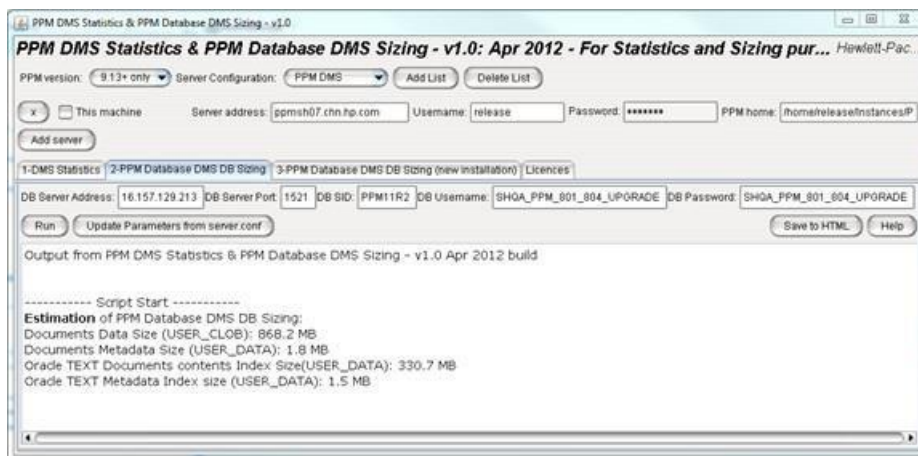 PPM DMS Statistics & PPM Database DMS Sizing - v1.0
PPM DMS Statistics & PPM Database DMS Sizing - v1.0: Apr 2012 - For Statistics and Sizing pur... Hewlett-Pac...
PPM version: 9.13+ only Server Configuration: PPM DMS Add List Delete List
x This machine Server address: ppmsh07.chn.hp.com Username: release Password: ••••••• PPM home: /home/release/Instances/P
Add server
1-DMS Statistics 2-PPM Database DMS DB Sizing 3-PPM Database DMS DB Sizing (new installation) Licences
DB Server Address: 16.157.129.213 DB Server Port: 1521 DB SID: PPM11R2 DB Username: SHQA_PPM_801_804_UPGRADE DB Password: SHQA_PPM_801_804_UPGRADE
Run Update Parameters from server.conf Save to HTML Help
Output from PPM DMS Statistics & PPM Database DMS Sizing - v1.0 Apr 2012 build
----------- Script Start -----------
Estimation of PPM Database DMS DB Sizing:
Documents Data Size (USER_CLOB): 868.2 MB
Documents Metadata Size (USER_DATA): 1.8 MB
Oracle TEXT Documents contents Index Size(USER_DATA): 330.7 MB
Oracle TEXT Metadata Index size (USER_DATA): 1.5 MB